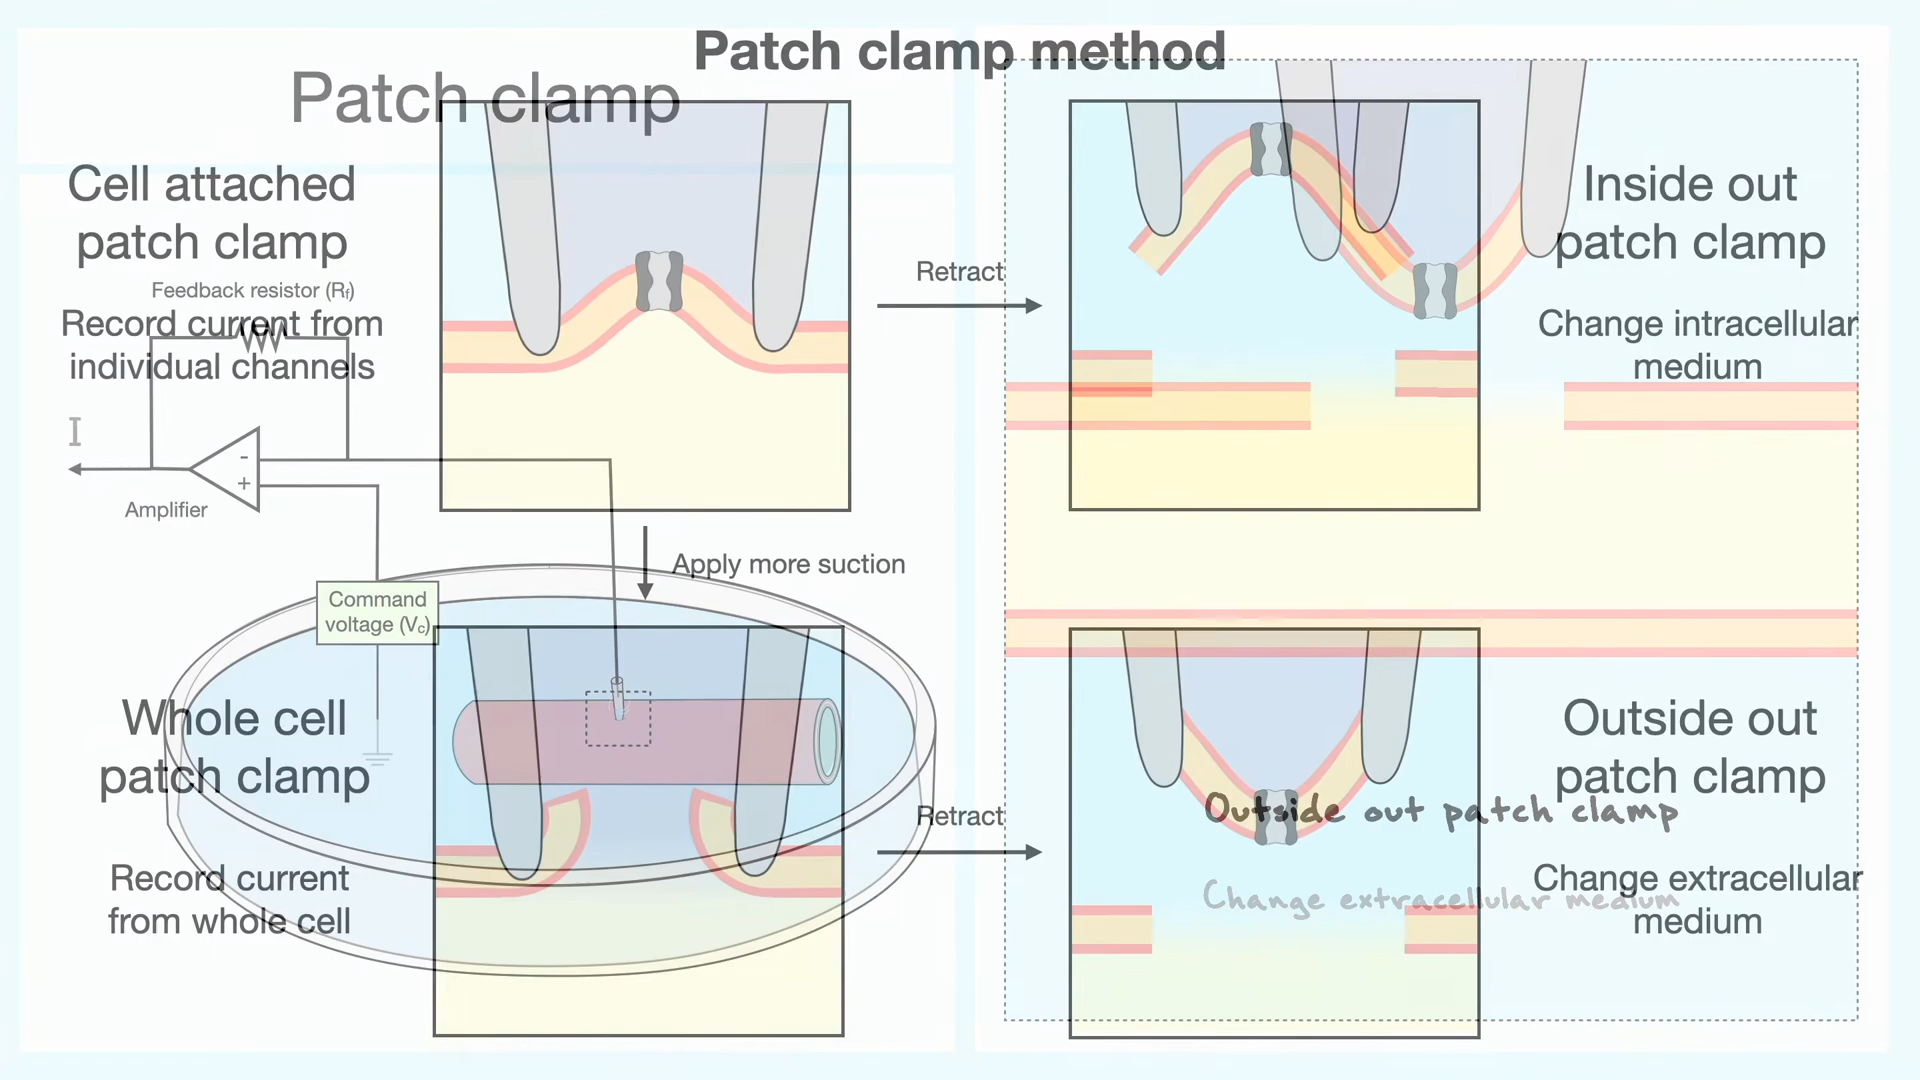 Patch clamp method
Patch clamp
Cell attached
patch clamp
Feedback resistor (Rf)
Record current from
individual channels
I
-
+
Amplifier
Command
voltage (Vc)
Retract
Inside out
patch clamp
Change intracellular
medium
Apply more suction
Whole cell
patch clamp
Record current
from whole cell
Retract
Outside out
patch clamp
Outside out patch clamp
Change extracellular
medium
Change extracellular medium